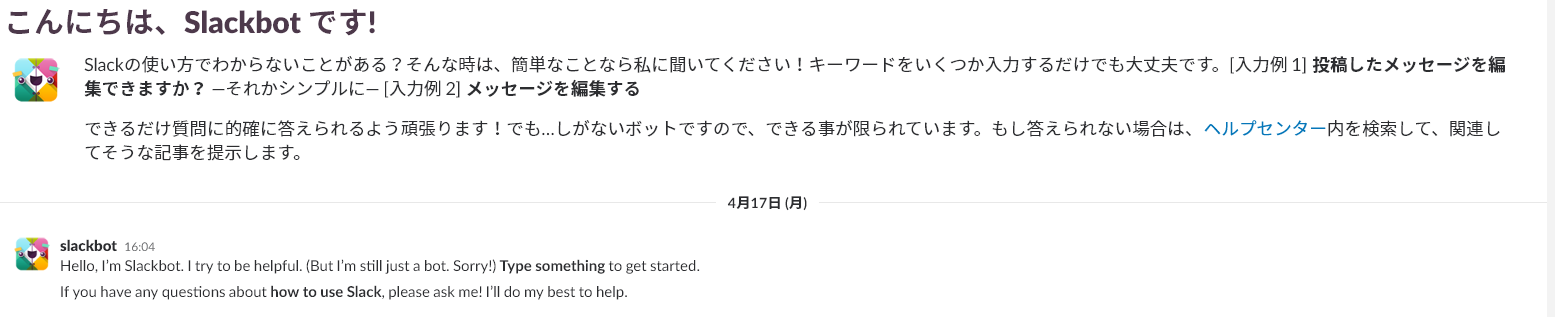 こんにちは、Slackbot です!
Slackの使い方でわからないことがある？そんな時は、簡単なことなら私に聞いてください！キーワードをいくつか入力するだけでも大丈夫です。[入力例 1] 投稿したメッセージを編
集できますか？ —それかシンプルに— [入力例 2] メッセージを編集する
できるだけ質問に的確に答えられるよう頑張ります！でも...しがないボットですので、できる事が限られています。もし答えられない場合は、ヘルプセンター内を検索して、関連し
てそうな記事を提示します。
4月17日 (月)
slackbot 16:04
Hello, I'm Slackbot. I try to be helpful. (But I'm still just a bot. Sorry!) Type something to get started.
If you have any questions about how to use Slack, please ask me! I'll do my best to help.